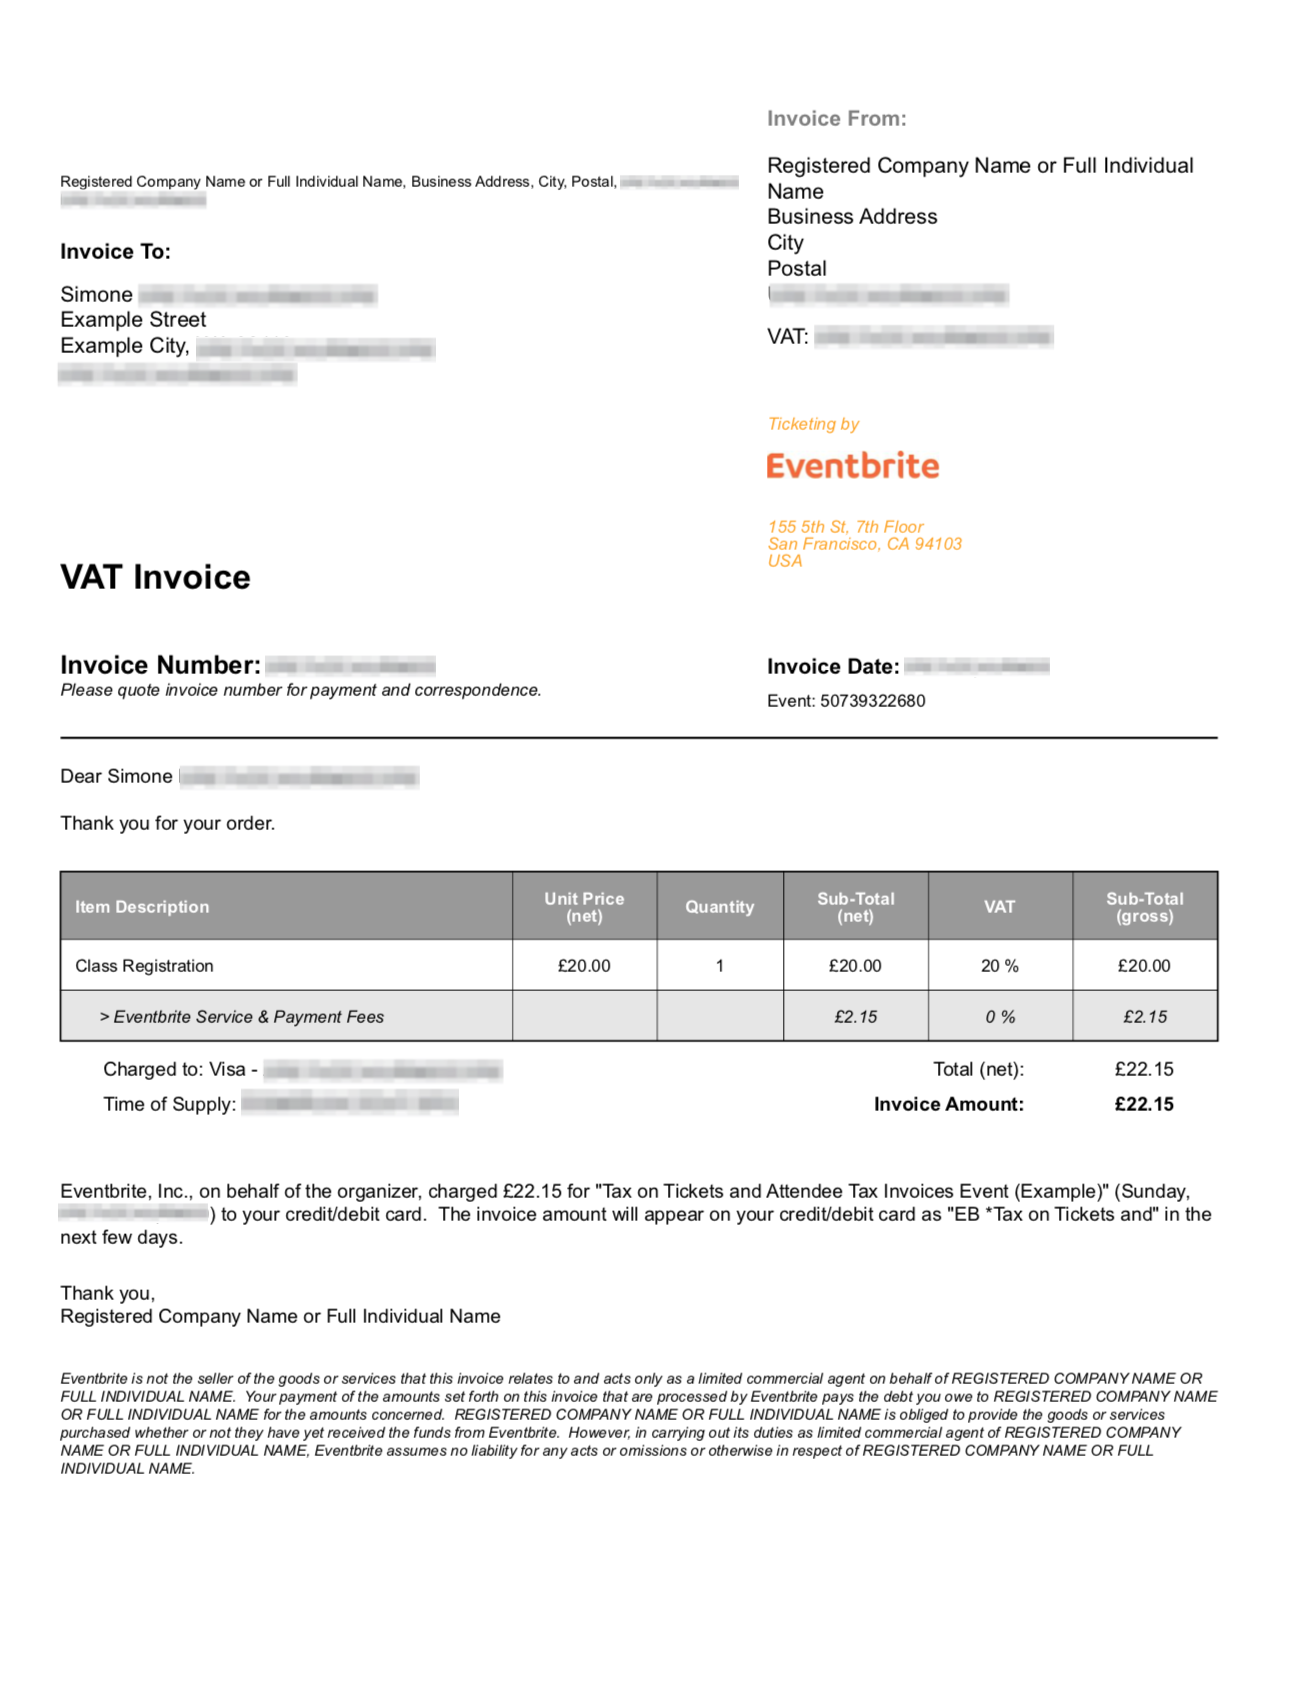 Invoice From:
Registered Company Name or Full Individual
Name
Business Address
City
Postal
VAT:
Registered Company Name or Full Individual Name, Business Address, City, Postal,
Invoice To:
Simone
Example Street
Example City,
Ticketing by
Eventbrite
155 5th St, 7th Floor
San Francisco, CA 94103
USA
VAT Invoice
Invoice Number:
Please quote invoice number for payment and correspondence.
Invoice Date:
Event: 50739322680
Dear Simone
Thank you for your order.
Item Description Unit Price (net) Quantity Sub-Total (net) VAT Sub-Total (gross)
Class Registration £20.00 1 £20.00 20 % £20.00
> Eventbrite Service & Payment Fees £2.15 0 % £2.15
Charged to: Visa - Total (net): £22.15
Time of Supply: Invoice Amount: £22.15
Eventbrite, Inc., on behalf of the organizer, charged £22.15 for "Tax on Tickets and Attendee Tax Invoices Event (Example)" (Sunday,
) to your credit/debit card. The invoice amount will appear on your credit/debit card as "EB *Tax on Tickets and" in the
next few days.
Thank you,
Registered Company Name or Full Individual Name
Eventbrite is not the seller of the goods or services that this invoice relates to and acts only as a limited commercial agent on behalf of REGISTERED COMPANY NAME OR
FULL INDIVIDUAL NAME. Your payment of the amounts set forth on this invoice that are processed by Eventbrite pays the debt you owe to REGISTERED COMPANY NAME
OR FULL INDIVIDUAL NAME for the amounts concerned. REGISTERED COMPANY NAME OR FULL INDIVIDUAL NAME is obliged to provide the goods or services
purchased whether or not they have yet received the funds from Eventbrite. However, in carrying out its duties as limited commercial agent of REGISTERED COMPANY
NAME OR FULL INDIVIDUAL NAME, Eventbrite assumes no liability for any acts or omissions or otherwise in respect of REGISTERED COMPANY NAME OR FULL
INDIVIDUAL NAME.